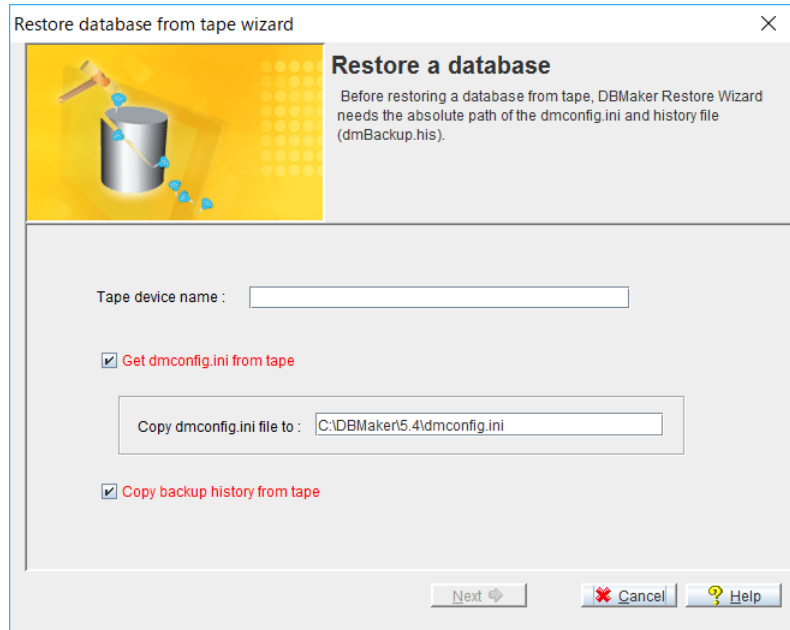 Restore database from tape wizard
Restore a database
Before restoring a database from tape, DBMaker Restore Wizard
needs the absolute path of the dmconfig.ini and history file
(dmBackup.his).
Tape device name :
Get dmconfig.ini from tape
Copy dmconfig.ini file to : C:\DBMaker\5.4\dmconfig.ini
Copy backup history from tape
Next Cancel Help